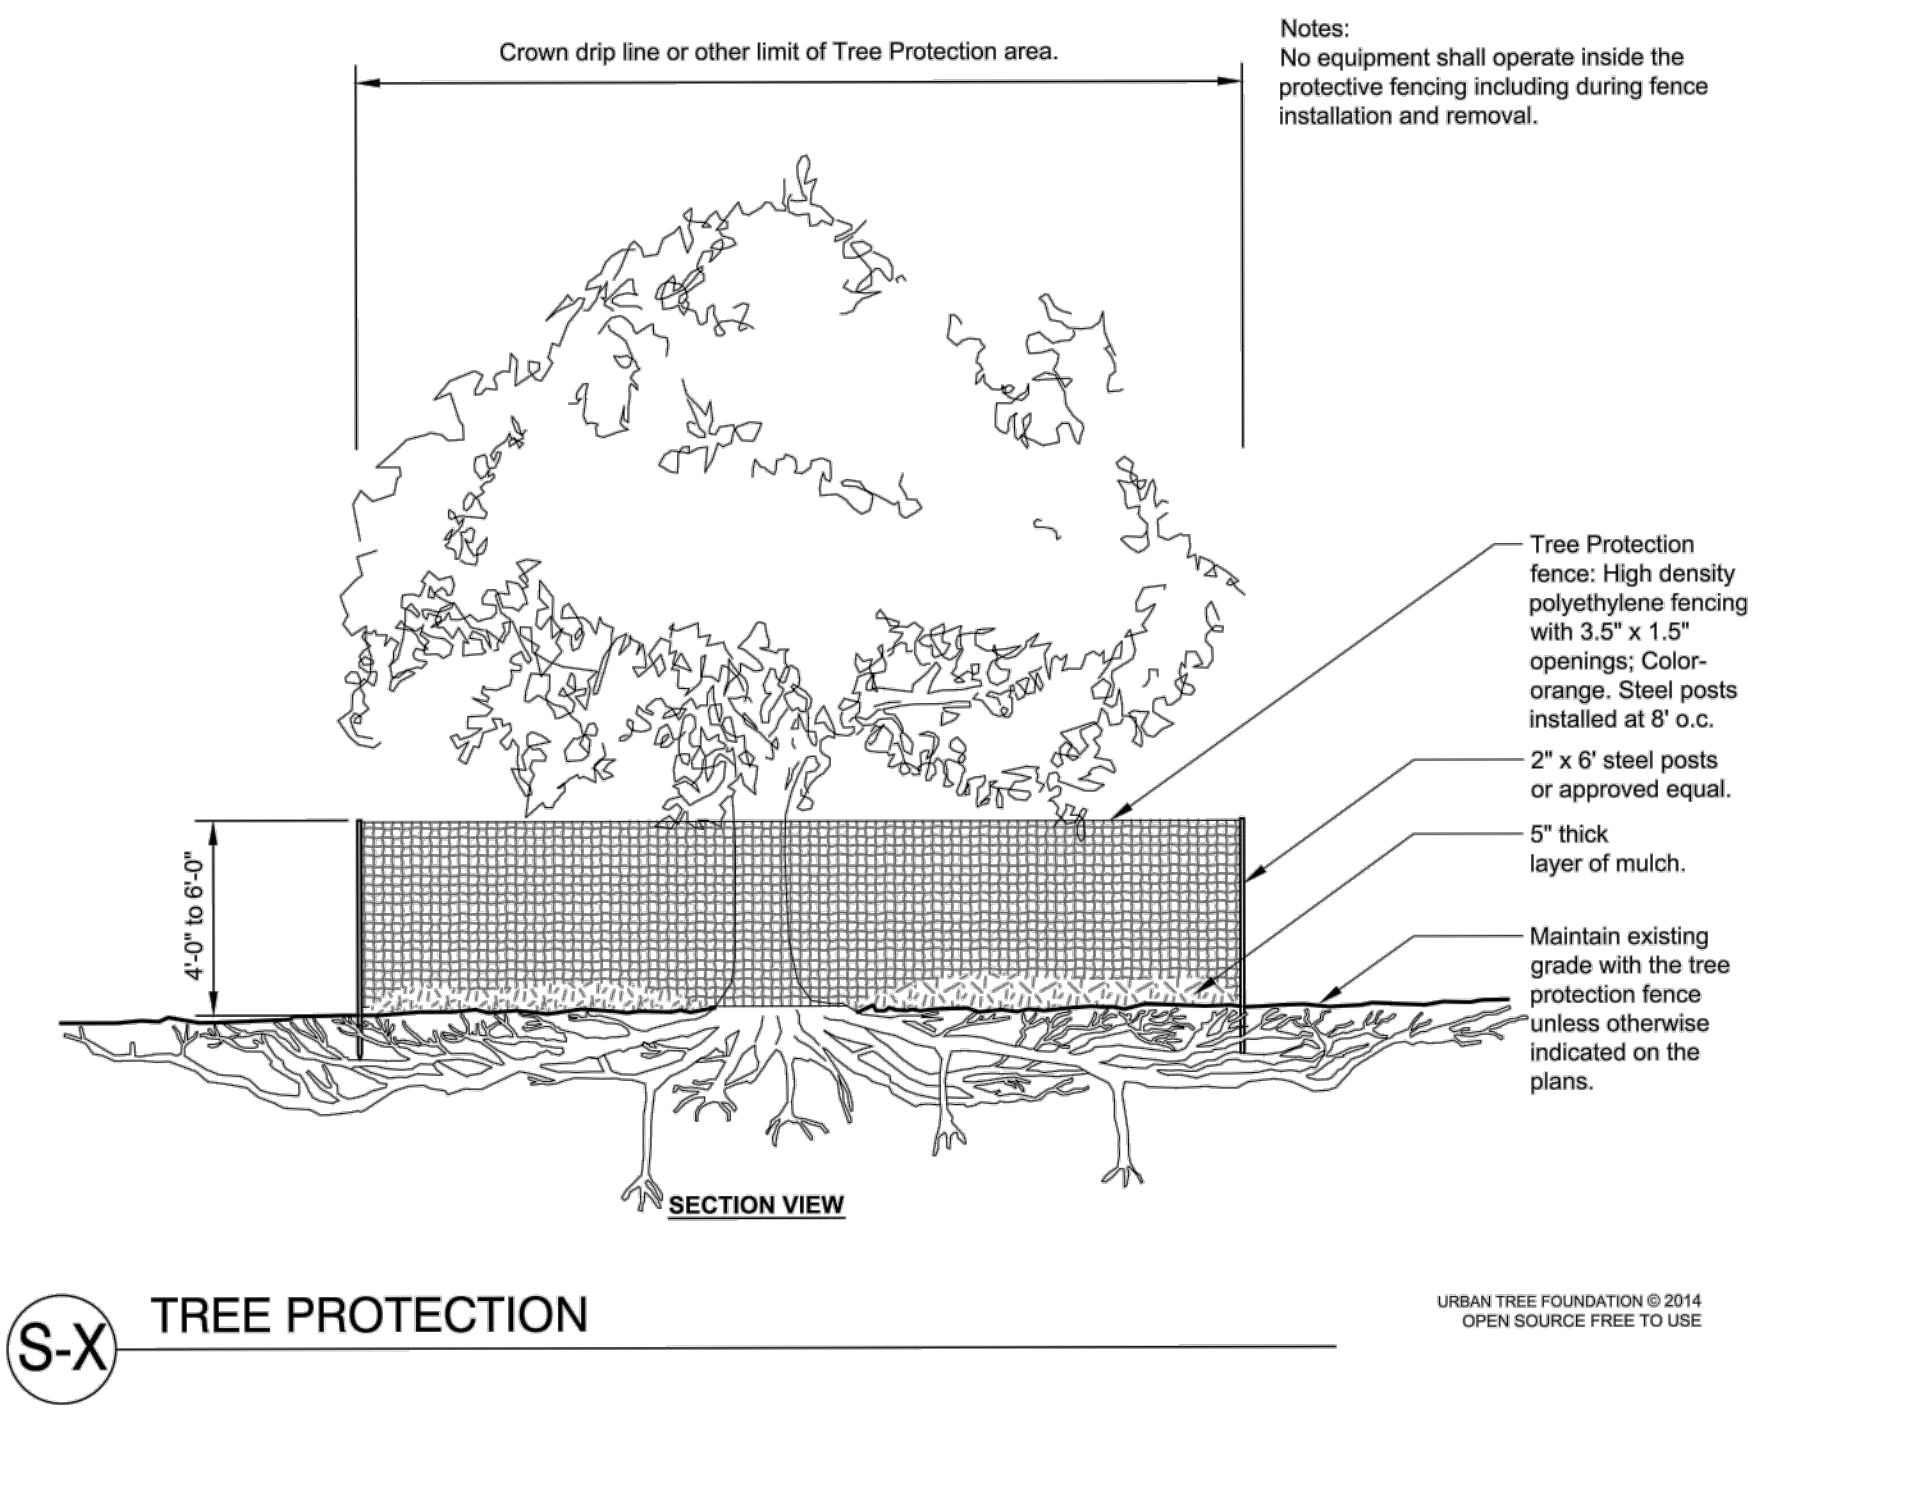 Crown drip line or other limit of Tree Protection area.
Notes:
No equipment shall operate inside the
protective fencing including during fence
installation and removal.
Tree Protection
fence: High density
polyethylene fencing
with 3.5" x 1.5"
openings; Color-
orange. Steel posts
installed at 8' o.c.
2" x 6' steel posts
or approved equal.
5" thick
layer of mulch.
4'-0" to 6'-0"
Maintain existing
grade with the tree
protection fence
unless otherwise
indicated on the
plans.
SECTION VIEW
S-X
TREE PROTECTION
URBAN TREE FOUNDATION © 2014
OPEN SOURCE FREE TO USE